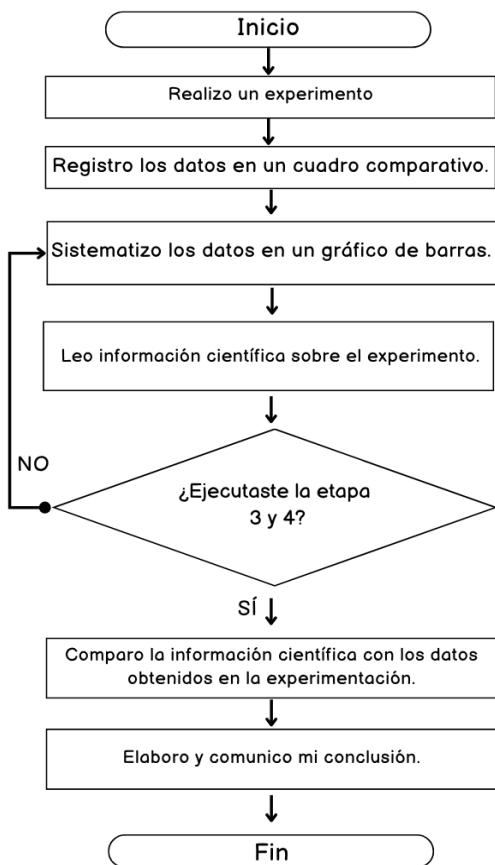 Inicio
Realizo un experimento
Registro los datos en un cuadro comparativo.
Sistematizo los datos en un gráfico de barras.
Leo información científica sobre el experimento.
NO
¿Ejecutaste la etapa
3 y 4?
SÍ
Comparo la información científica con los datos
obtenidos en la experimentación.
Elaboro y comunico mi conclusión.
Fin